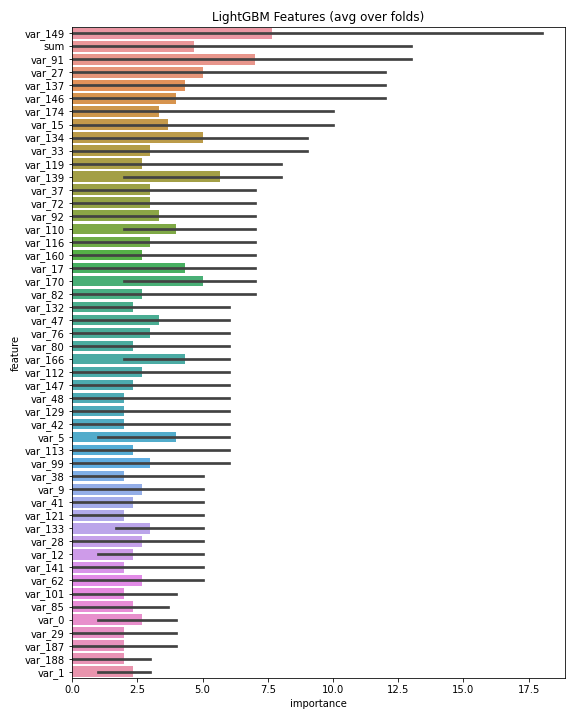 LightGBM Features (avg over folds)
var_149
sum
var_91
var_27
var_137
var_146
var_174
var_15
var_134
var_33
var_119
var_139
var_37
var_72
var_92
var_110
var_116
var_160
var_17
var_170
var_82
var_132
var_47
var_76
var_80
var_166
var_112
var_147
var_48
var_129
var_42
var_5
var_113
var_99
var_38
var_9
var_41
var_121
var_133
var_28
var_12
var_141
var_62
var_101
var_85
var_0
var_29
var_187
var_188
var_1
feature
0.0 2.5 5.0 7.5 10.0 12.5 15.0 17.5
importance